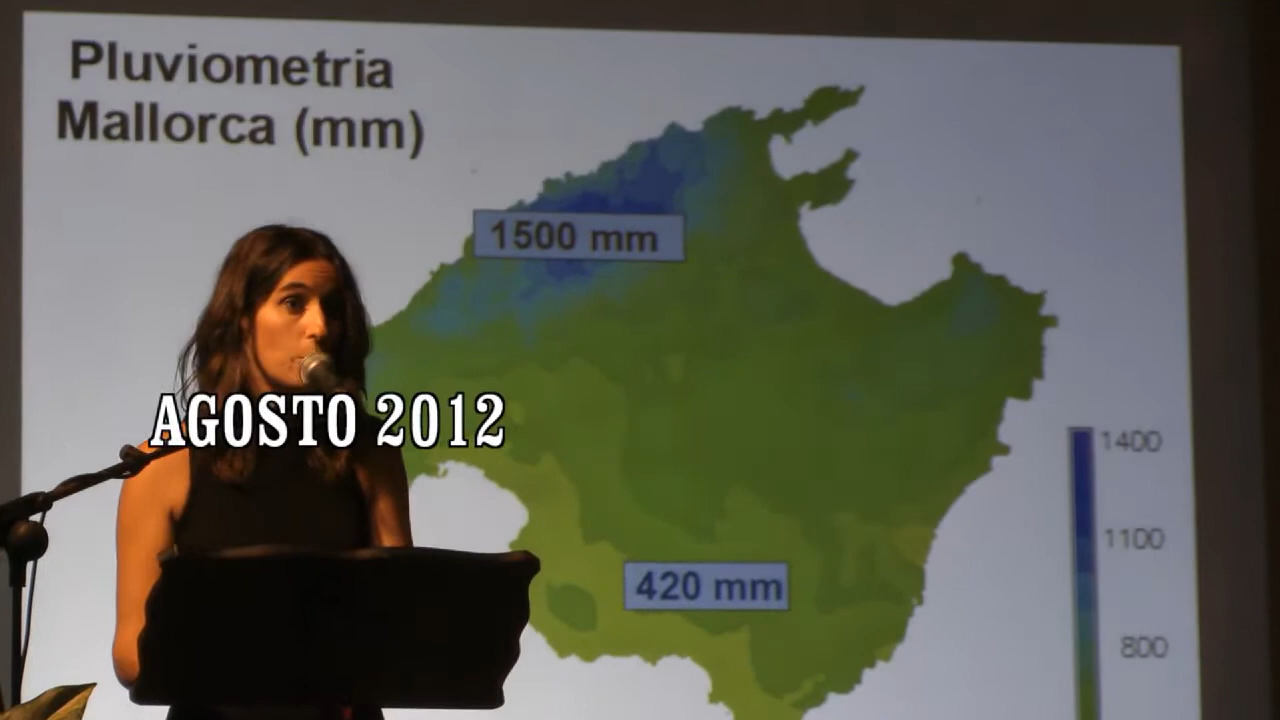 Pluviometria
Mallorca (mm)
1500 mm
AGOSTO 2012
1400
1100
420 mm
800